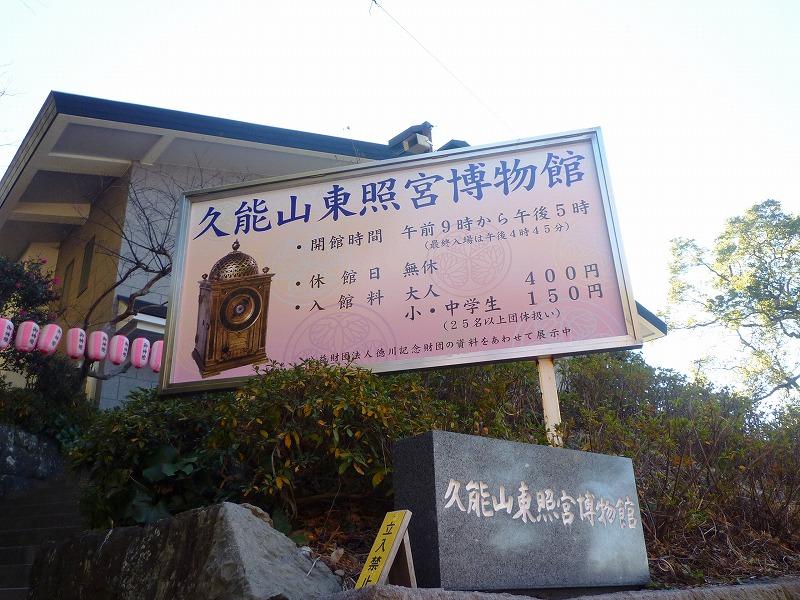 久能山東照宮博物館
・開館時間 午前9時から午後5時
(最終入場は午後4時45分)
・休館日 無休
・入館料 大人 400円
小・中学生 150円
(25名以上団体扱い)
益財団法人徳川記念財団の資料をあわせて展示中
久能山東照宮博物館
立入禁止